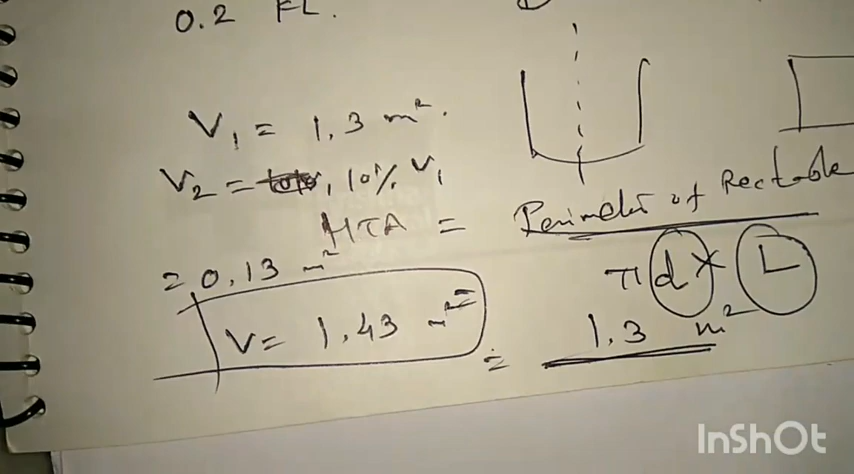 0.2 FL.
V₁ = 1.3 m².
V₂ = , 10% V₁
HTA = Perimeter of Rectable
= 0.13 m²
πd × L
V = 1.43 m² =
= 1.3 m²
InShOt